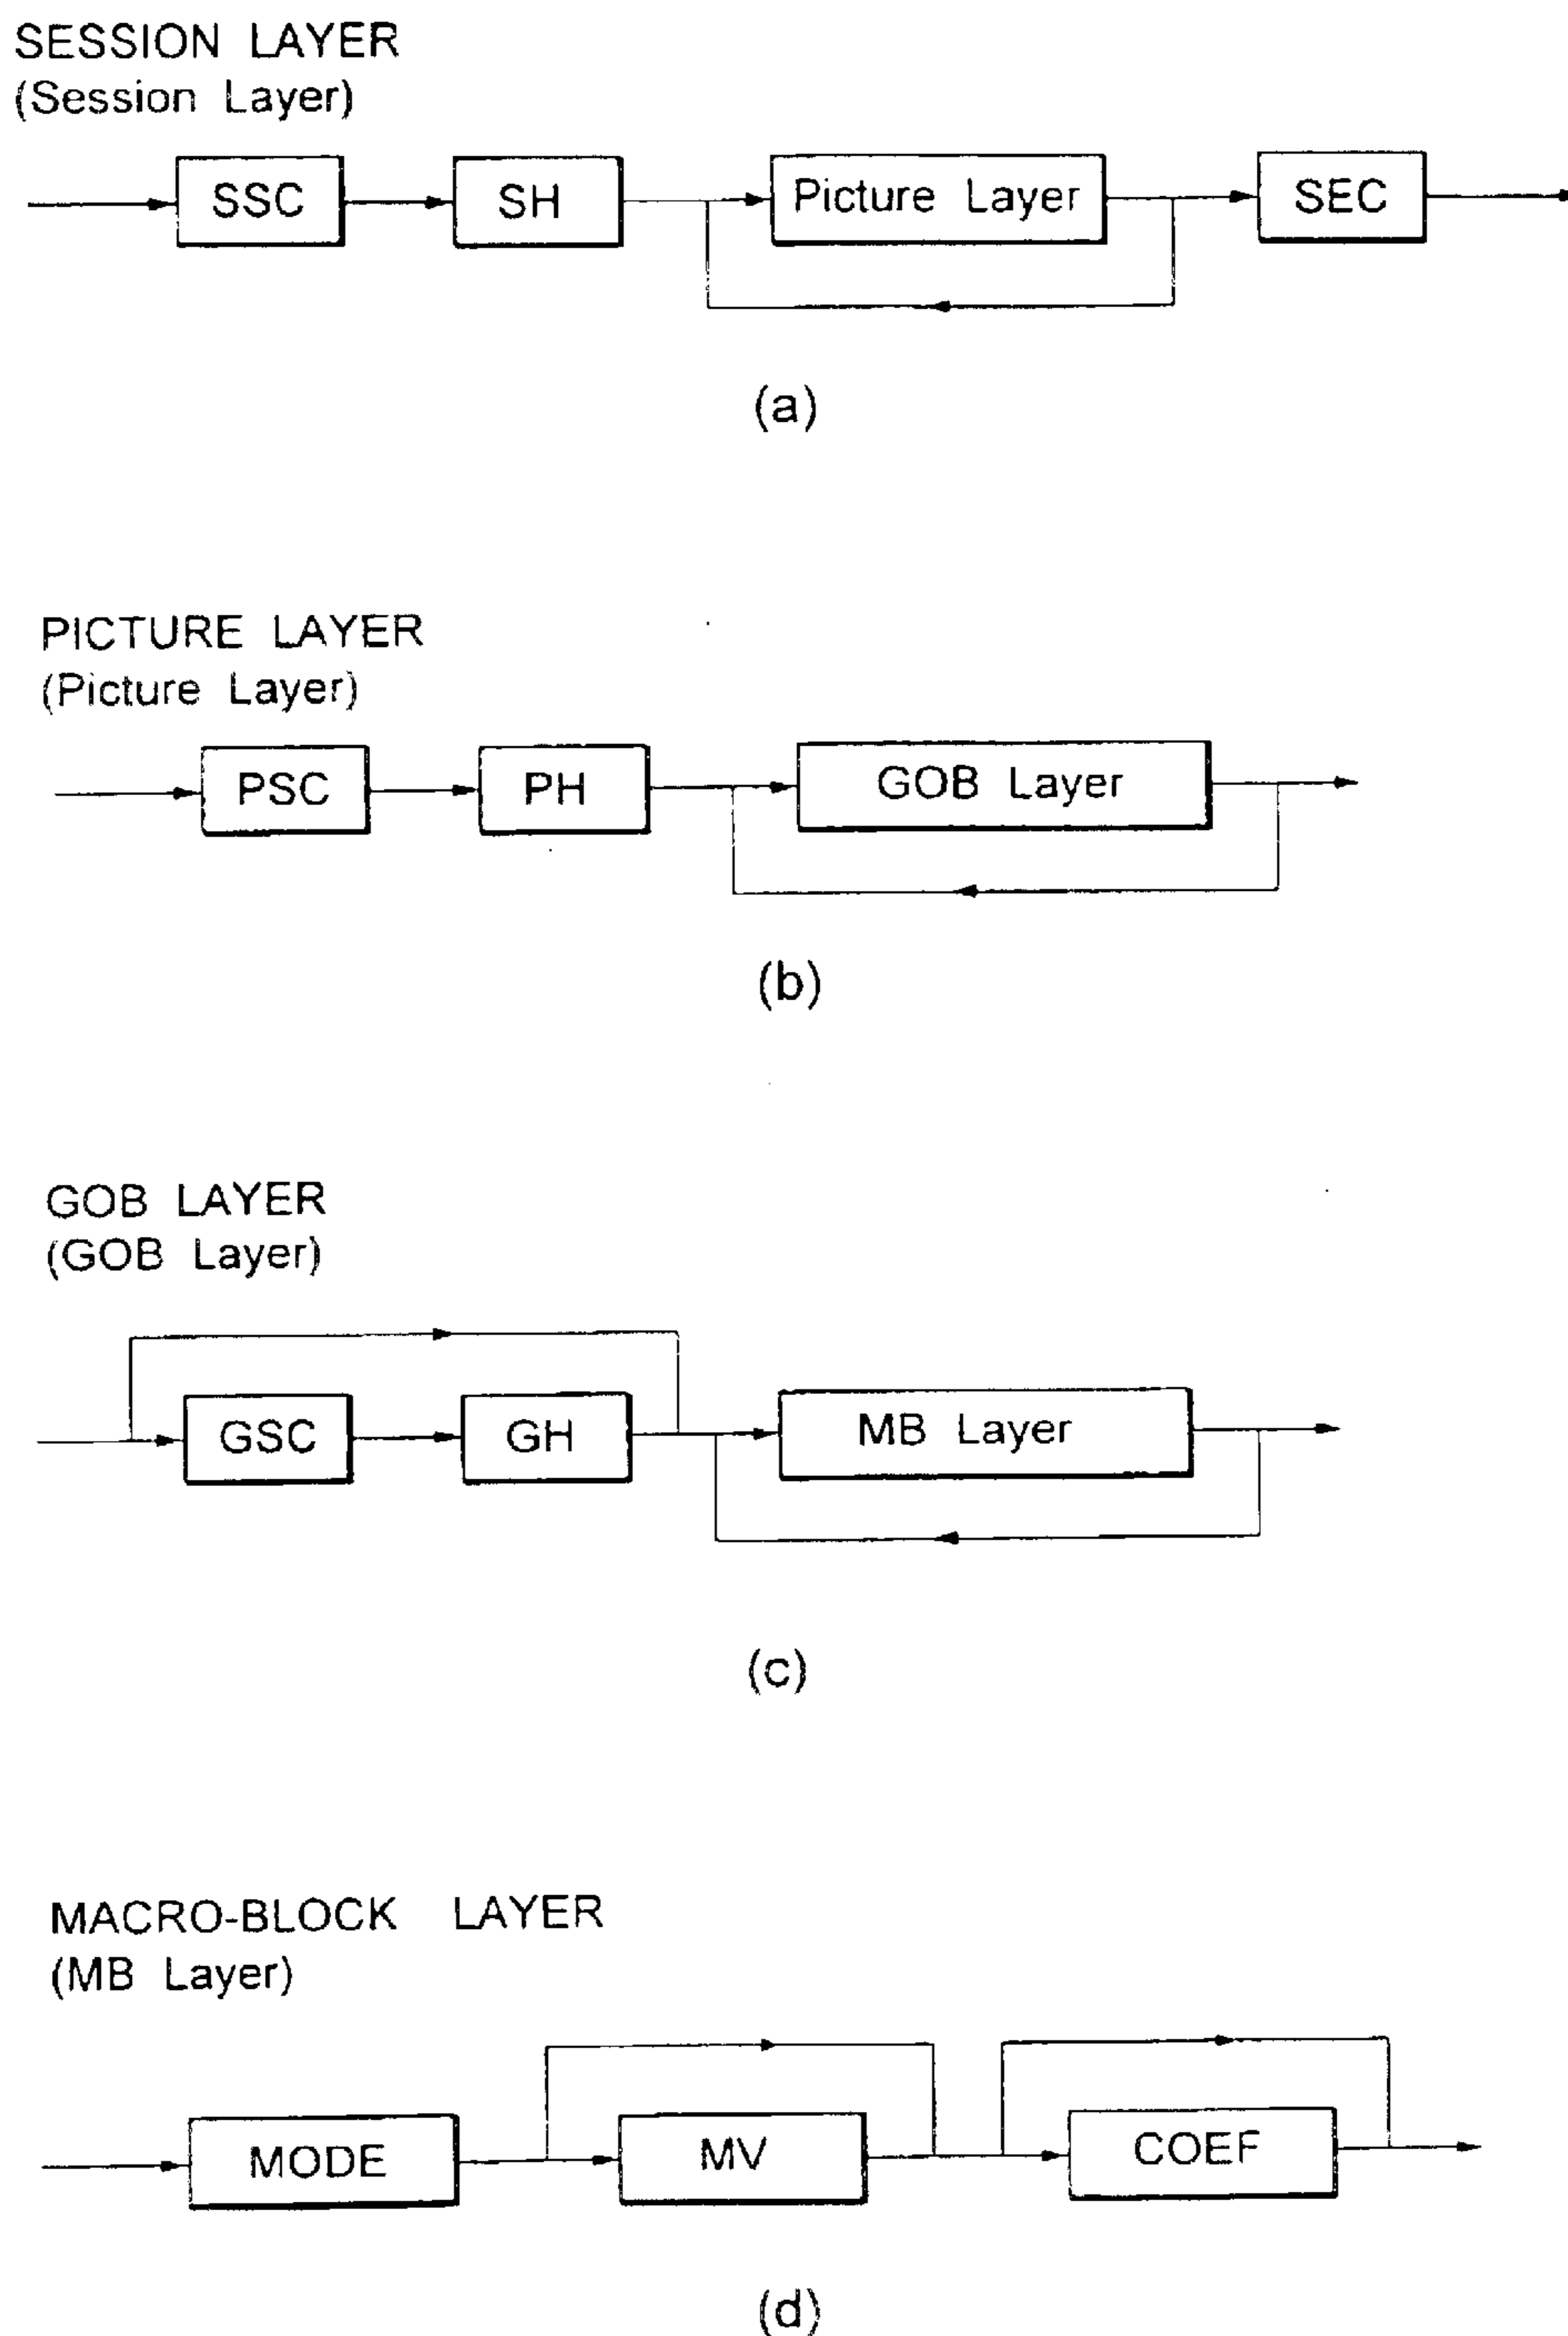 SESSION LAYER
(Session Layer)
SSC SH Picture Layer SEC
(a)
PICTURE LAYER
(Picture Layer)
PSC PH GOB Layer
(b)
GOB LAYER
(GOB Layer)
GSC GH MB Layer
(c)
MACRO-BLOCK LAYER
(MB Layer)
MODE MV COEF
(d)